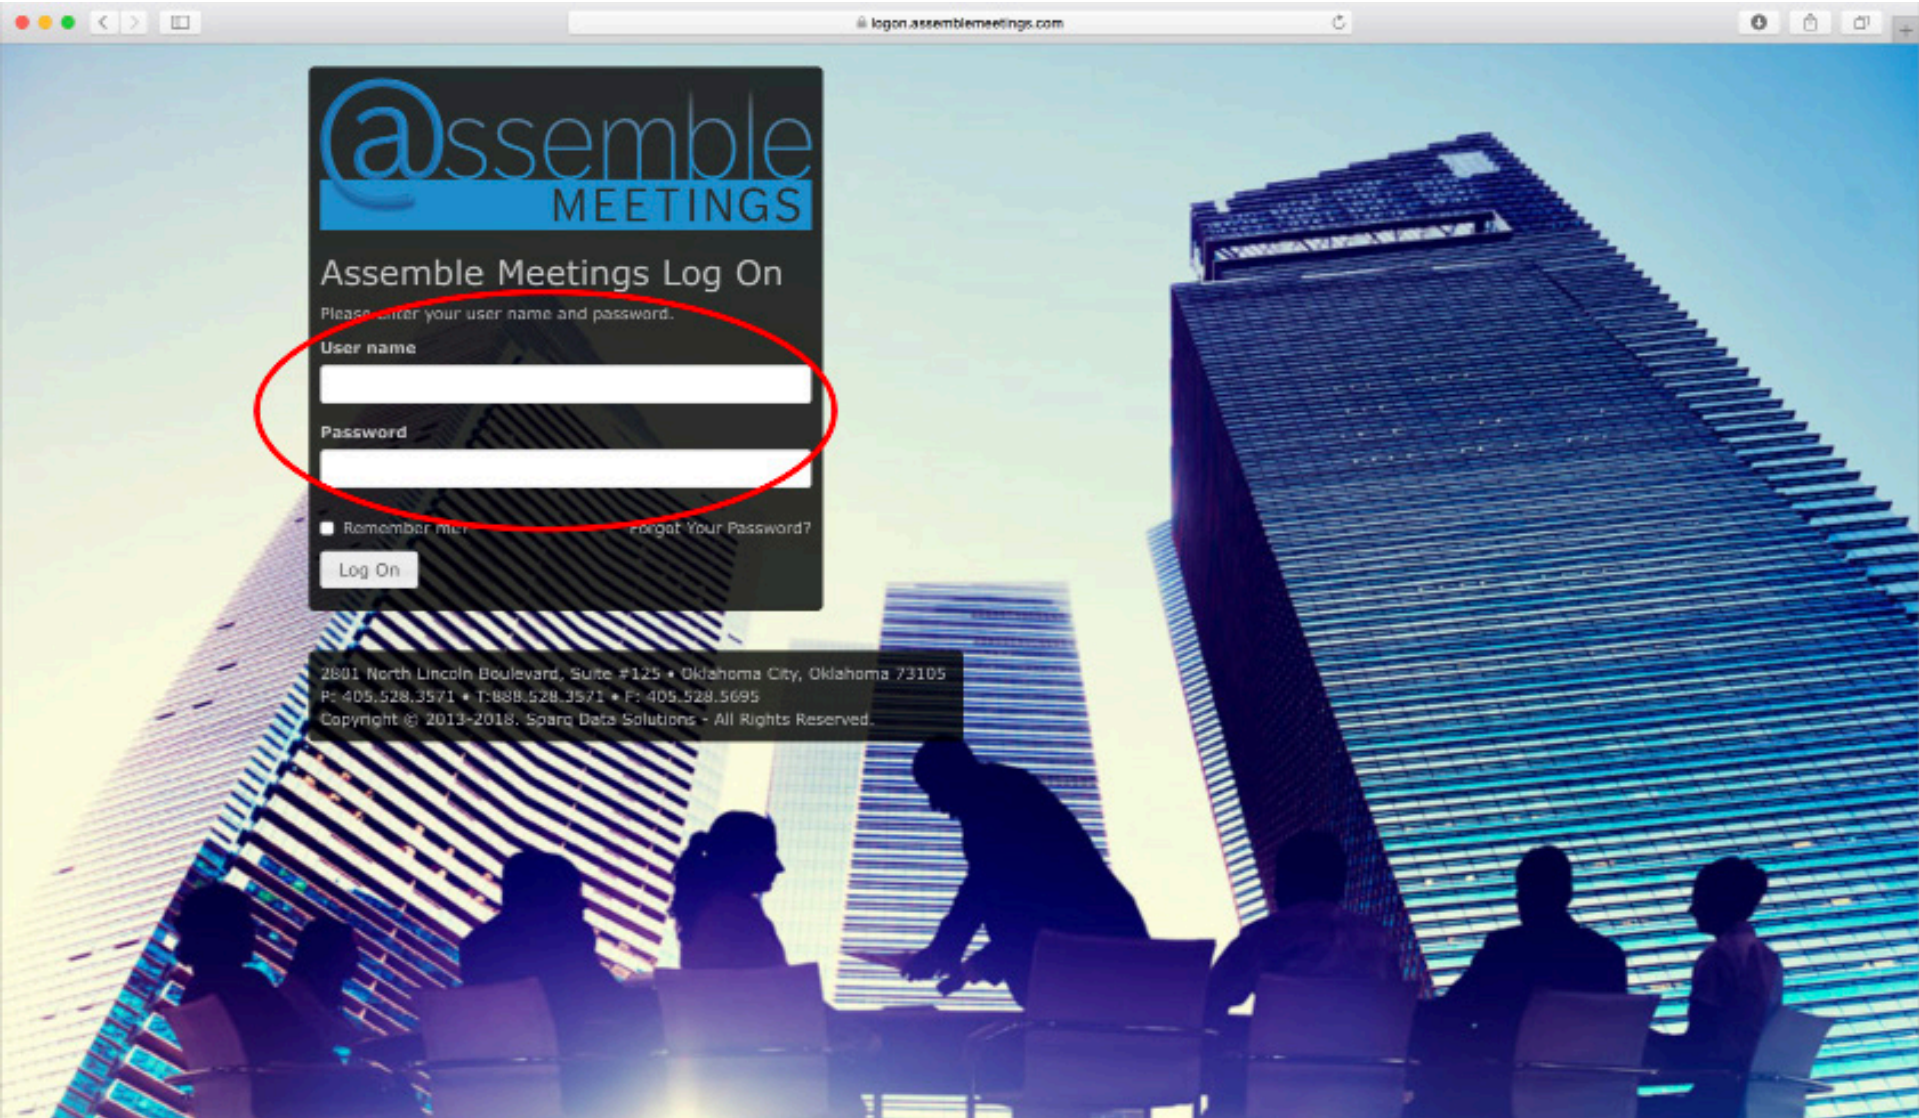 logon.assemblemeetings.com
@ssemble
MEETINGS
Assemble Meetings Log On
Please enter your user name and password.
User name
Password
Remember me?
Forgot Your Password?
Log On
2801 North Lincoln Boulevard, Suite #125 • Oklahoma City, Oklahoma 73105
P: 405.528.3571 • T:888.528.3571 • F: 405.528.5695
Copyright © 2013-2018. Sparq Data Solutions - All Rights Reserved.